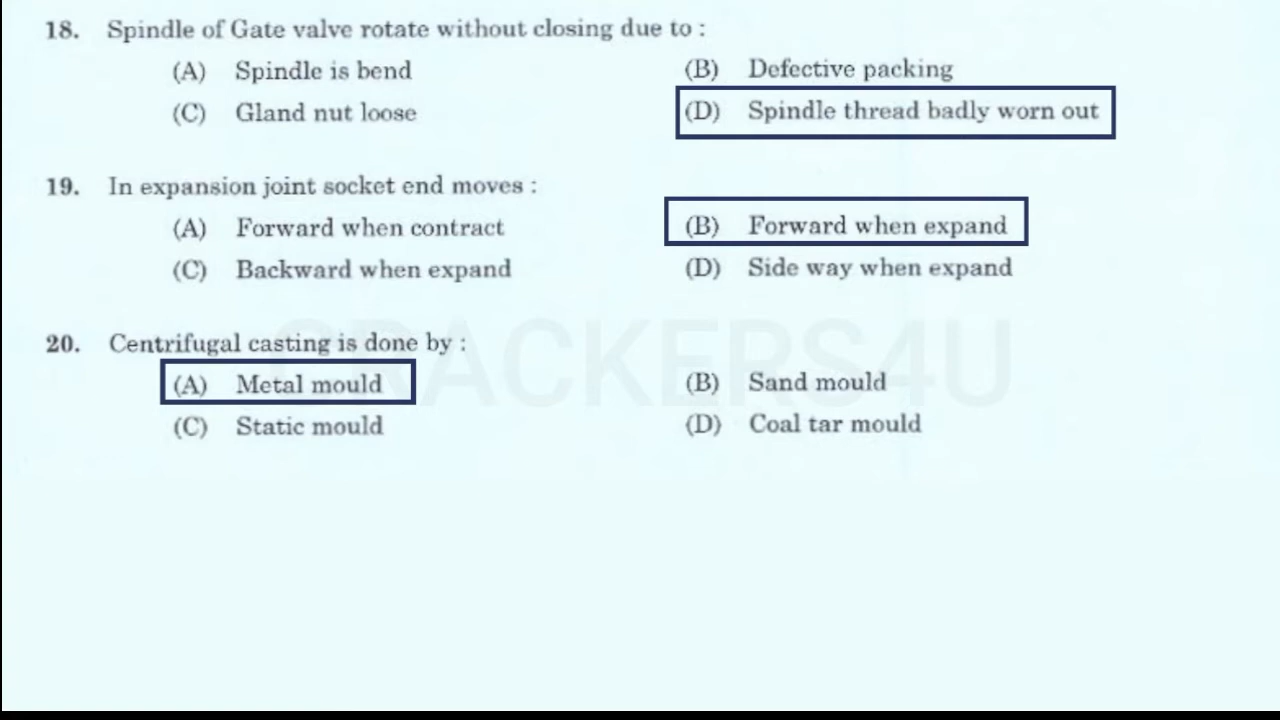 18. Spindle of Gate valve rotate without closing due to :
(A) Spindle is bend (B) Defective packing
(C) Gland nut loose (D) Spindle thread badly worn out
19. In expansion joint socket end moves :
(A) Forward when contract (B) Forward when expand
(C) Backward when expand (D) Side way when expand
20. Centrifugal casting is done by :
(A) Metal mould (B) Sand mould
(C) Static mould (D) Coal tar mould
CRACKERS4U